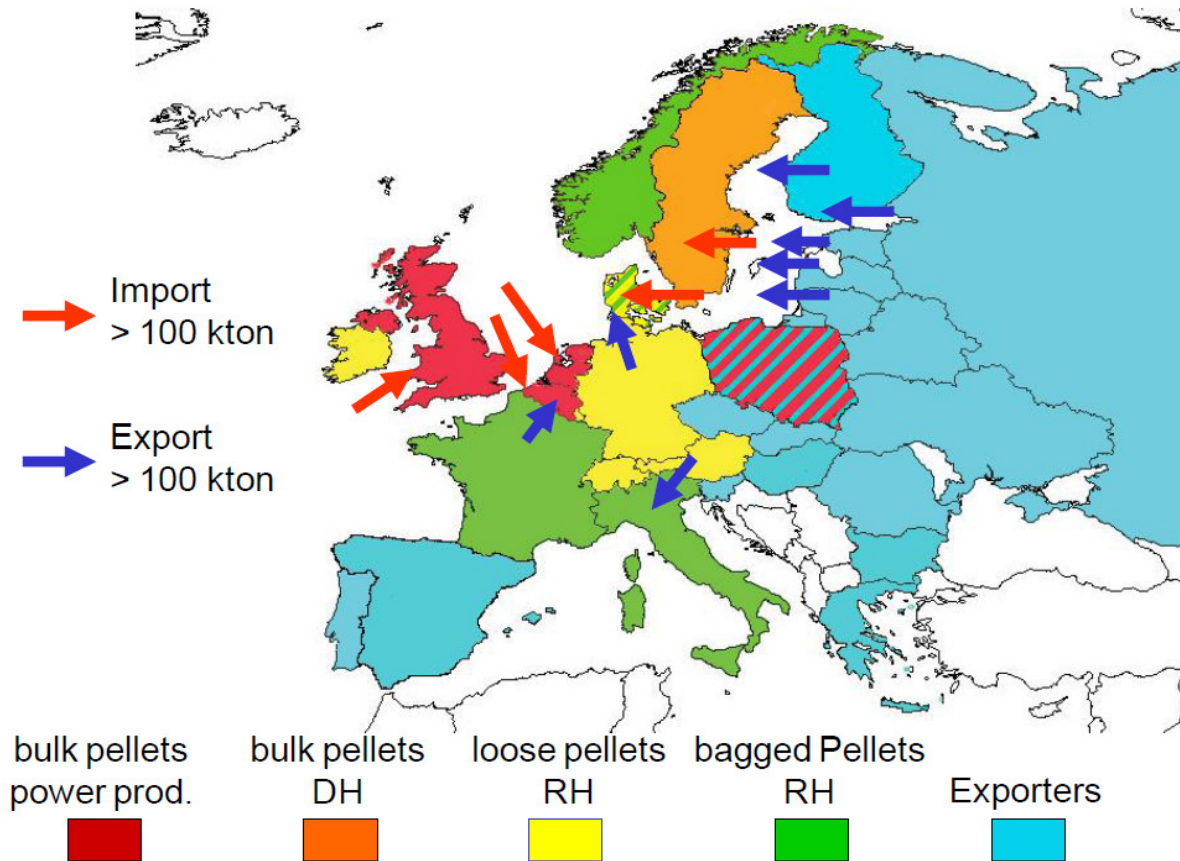 Import
> 100 kton
Export
> 100 kton
bulk pellets
power prod.
bulk pellets
DH
loose pellets
RH
bagged Pellets
RH
Exporters